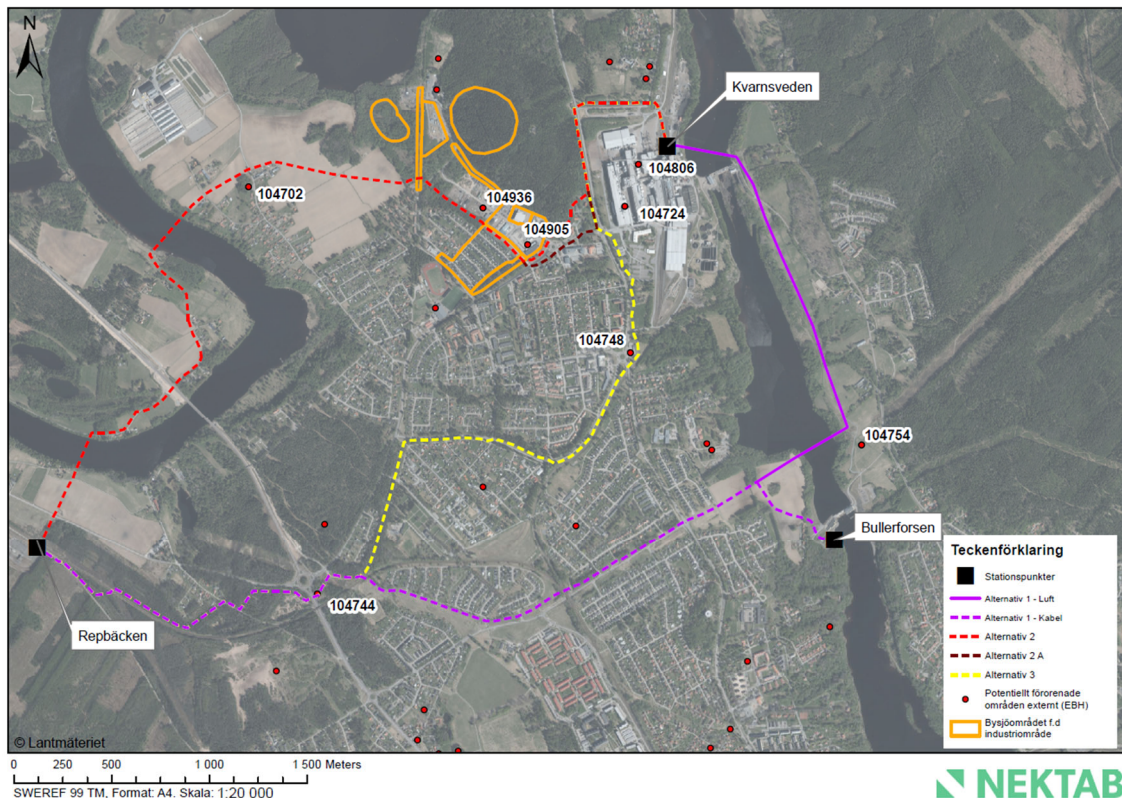 N
Kvarnsveden
104806
104702
104936
104724
104905
104748
104754
Bullerforsen
104744
Repbäcken
Teckenförklaring
Stationspunkter
Alternativ 1 - Luft
Alternativ 1 - Kabel
Alternativ 2
Alternativ 2 A
Alternativ 3
Potentiellt förorenade
områden externt (EBH)
Bysjöområdet f.d
industriområde
© Lantmäteriet
0 250 500 1 000 1 500 Meters
SWEREF 99 TM, Format: A4, Skala: 1:20 000
NEKTAB